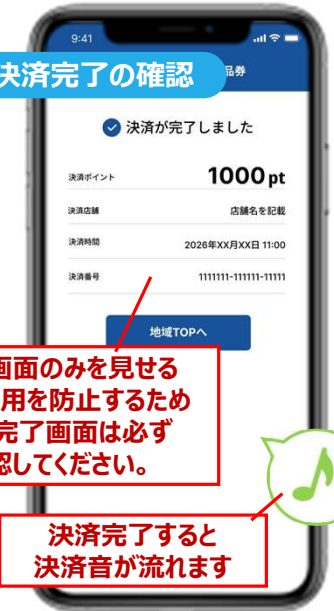 9:41
決済完了の確認
品券
決済が完了しました
決済ポイント 1000 pt
決済店舗 店舗名を記載
決済時間 2026年XX月XX日 11:00
決済番号 1111111-111111-11111
地域TOPへ
画面のみを見せる
用を防止するため
完了画面は必ず
認してください。
決済完了すると
決済音が流れます